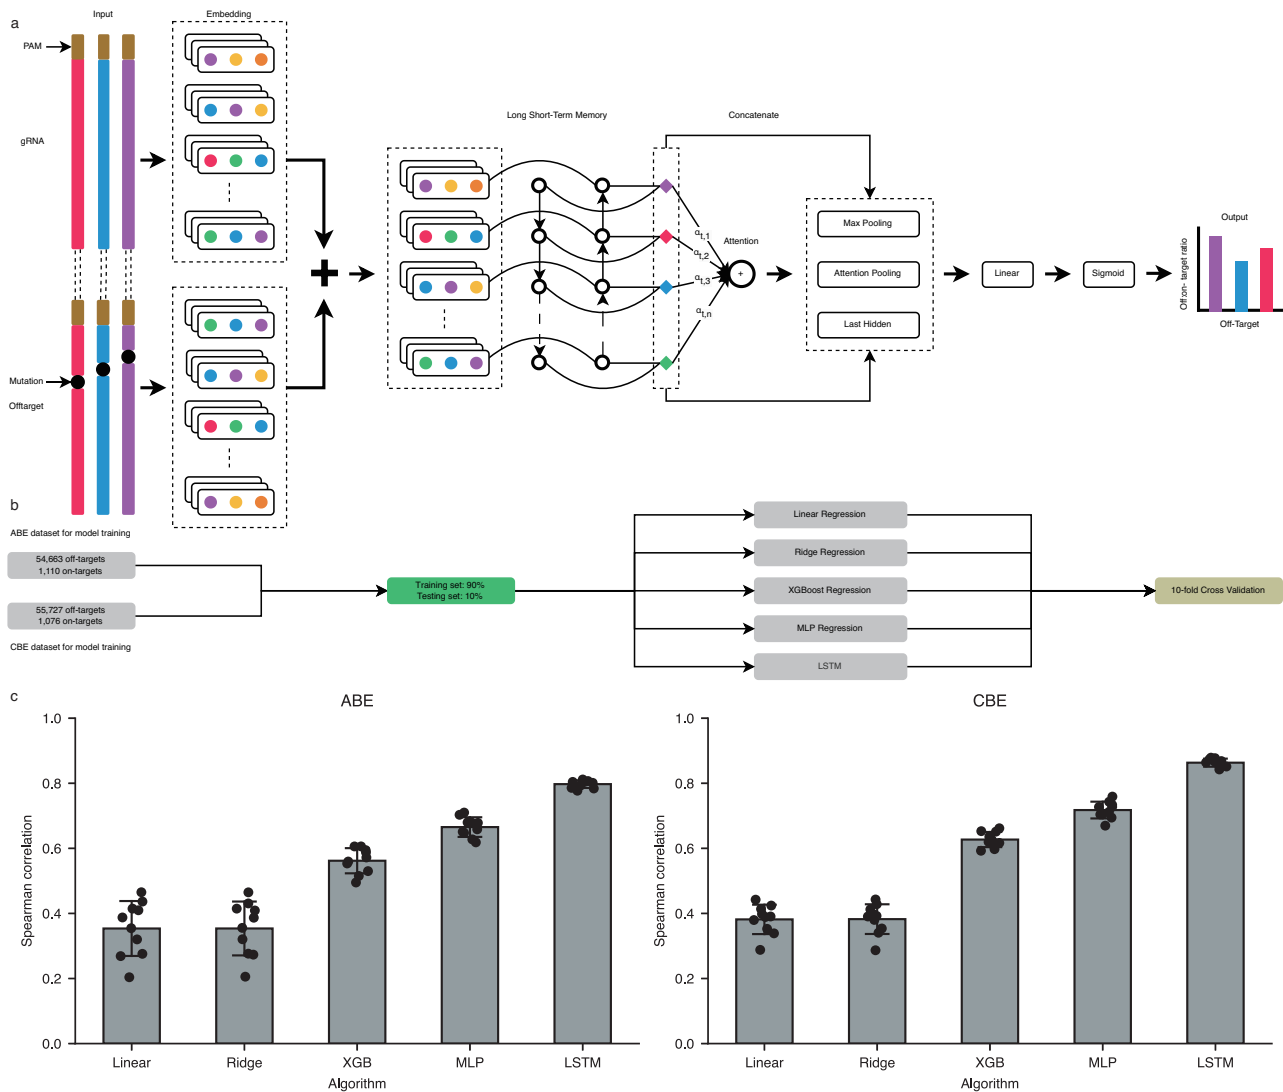 a
Input
Embedding
PAM
gRNA
Mutation
Offtarget
Long Short-Term Memory
Concatenate
α t,1
α t,2
α t,3
α t,n
Attention
+
Max Pooling
Attention Pooling
Last Hidden
Linear
Sigmoid
Output
Off:on- target ratio
Off-Target
b
ABE dataset for model training
54,663 off-targets
1,110 on-targets
55,727 off-targets
1,076 on-targets
CBE dataset for model training
Training set: 90%
Testing set: 10%
Linear Regression
Ridge Regression
XGBoost Regression
MLP Regression
LSTM
10-fold Cross Validation
c
ABE
Spearman correlation
1.0
0.8
0.6
0.4
0.2
0.0
Linear Ridge XGB MLP LSTM
Algorithm
CBE
Spearman correlation
1.0
0.8
0.6
0.4
0.2
0.0
Linear Ridge XGB MLP LSTM
Algorithm